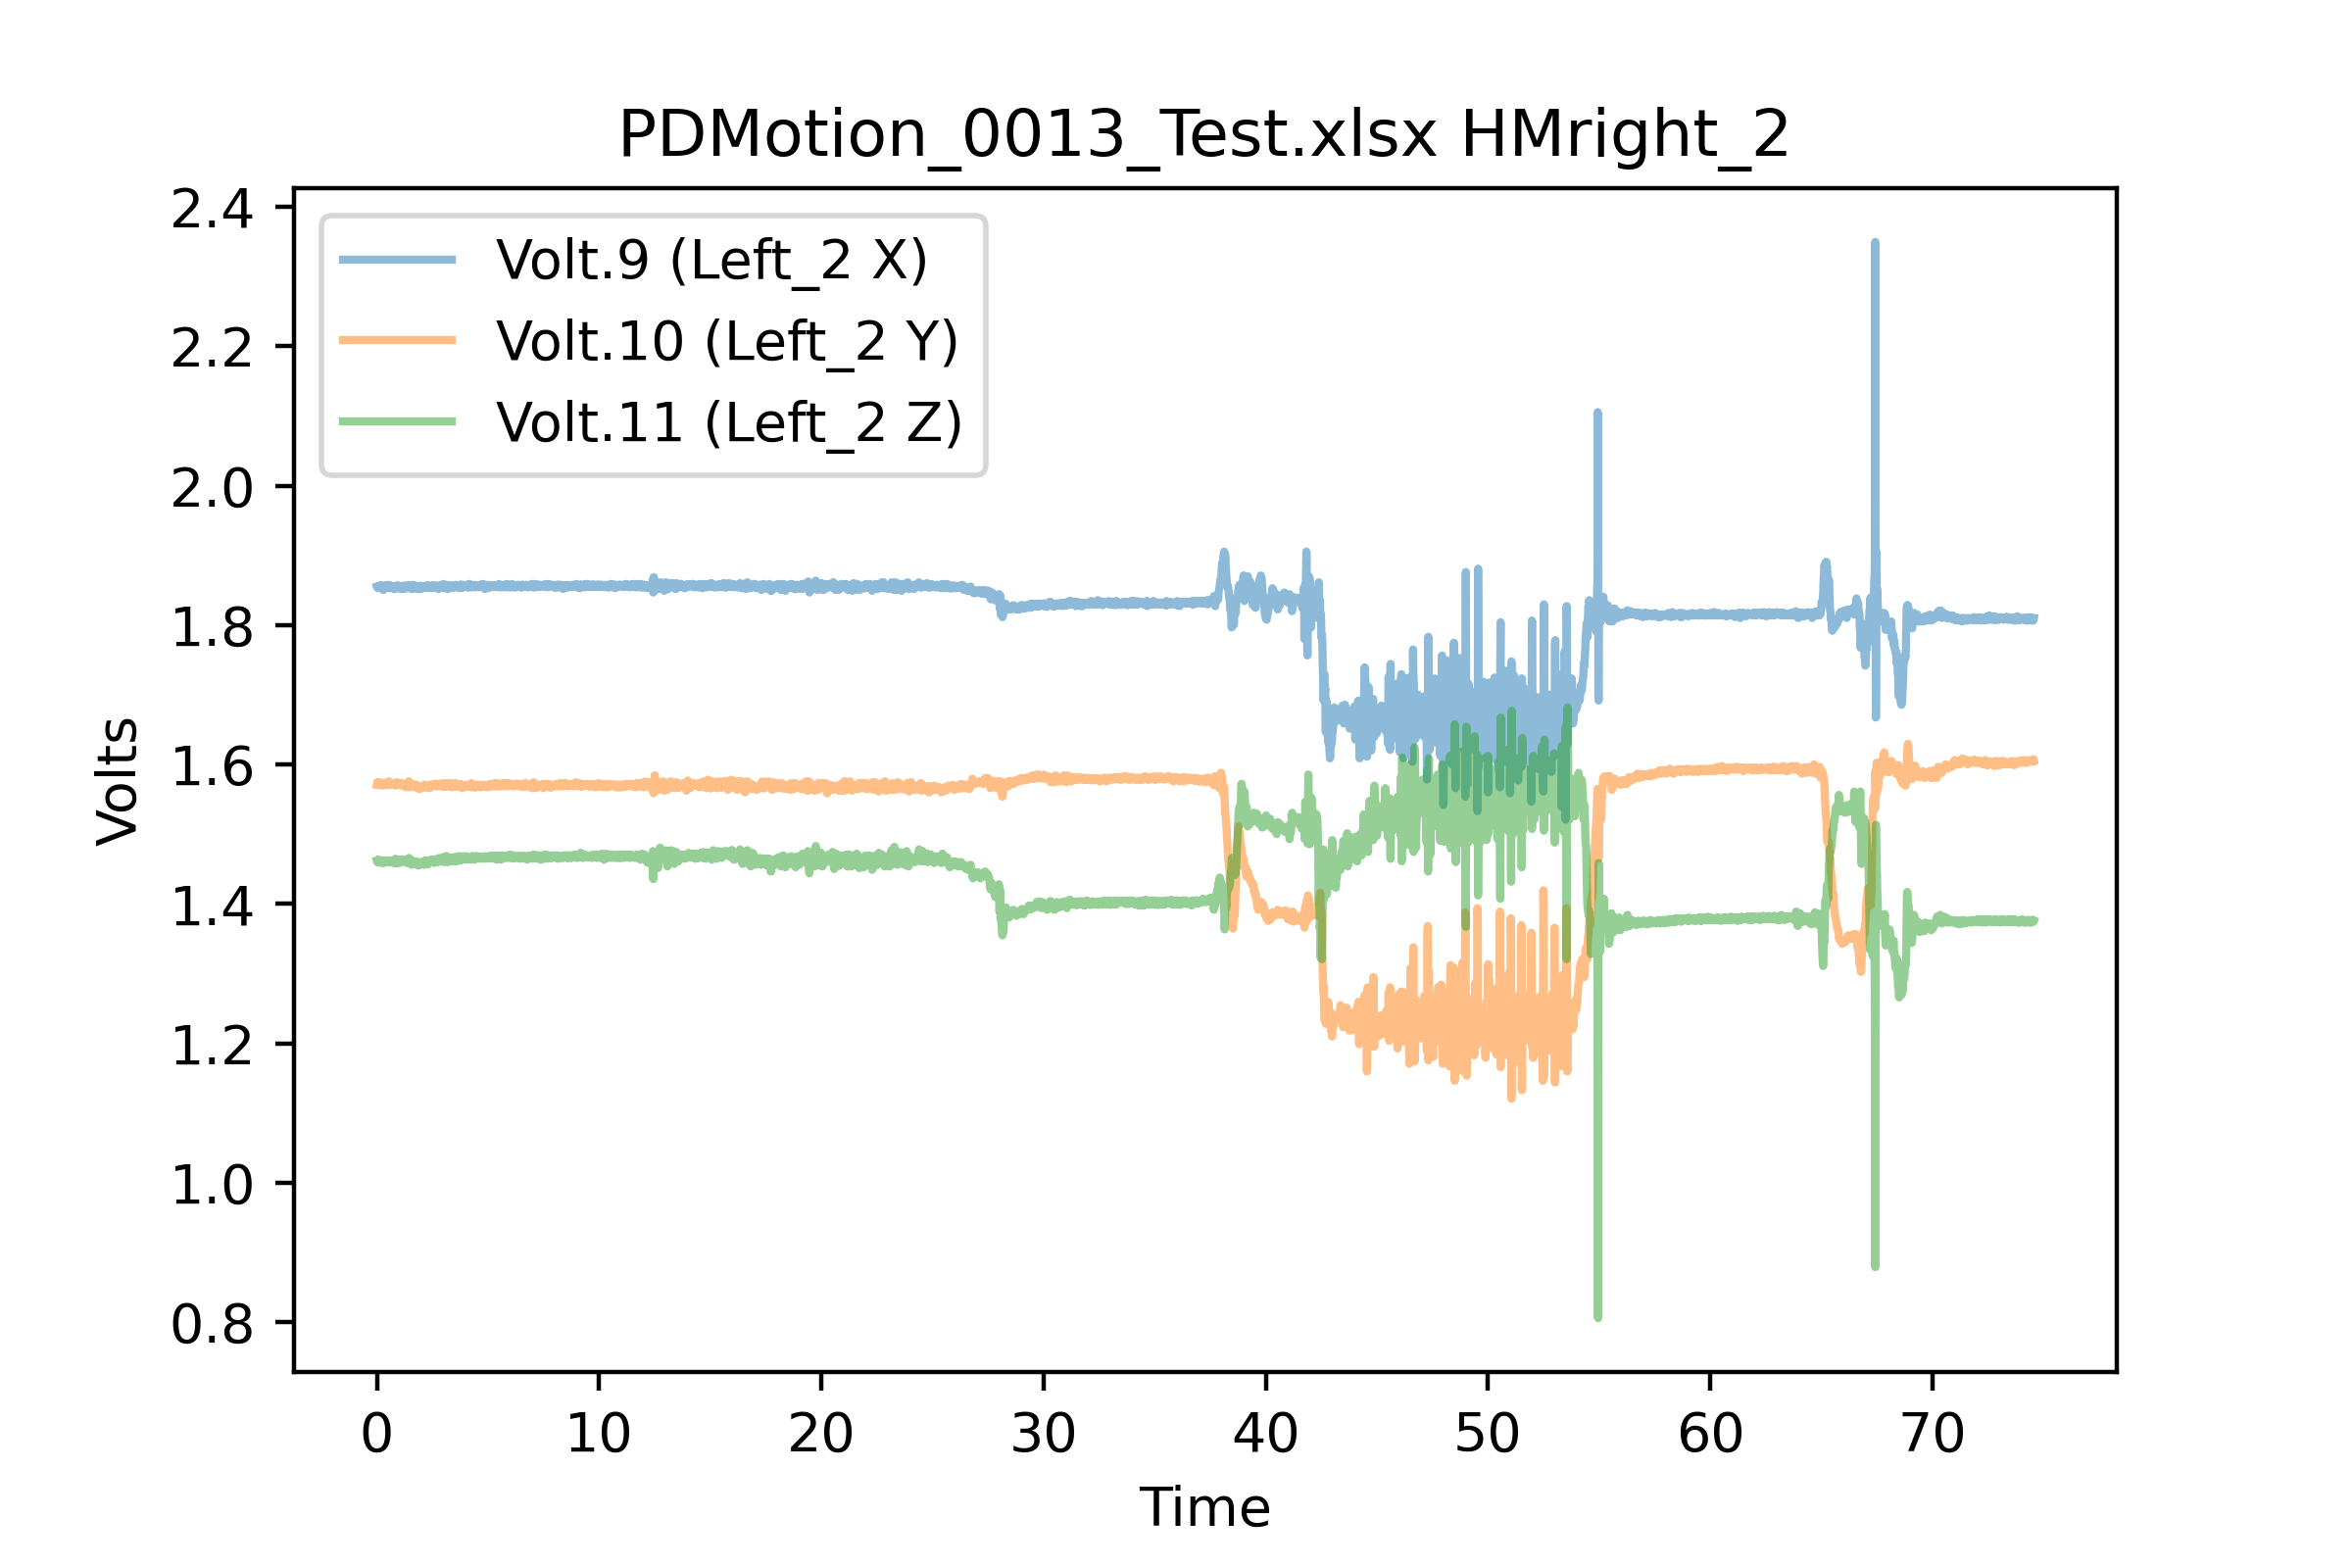 PDMotion_0013_Test.xlsx HMright_2
2.4
2.2
2.0
1.8
1.6
1.4
1.2
1.0
0.8
Volts
Volt.9 (Left_2 X)
Volt.10 (Left_2 Y)
Volt.11 (Left_2 Z)
0 10 20 30 40 50 60 70
Time